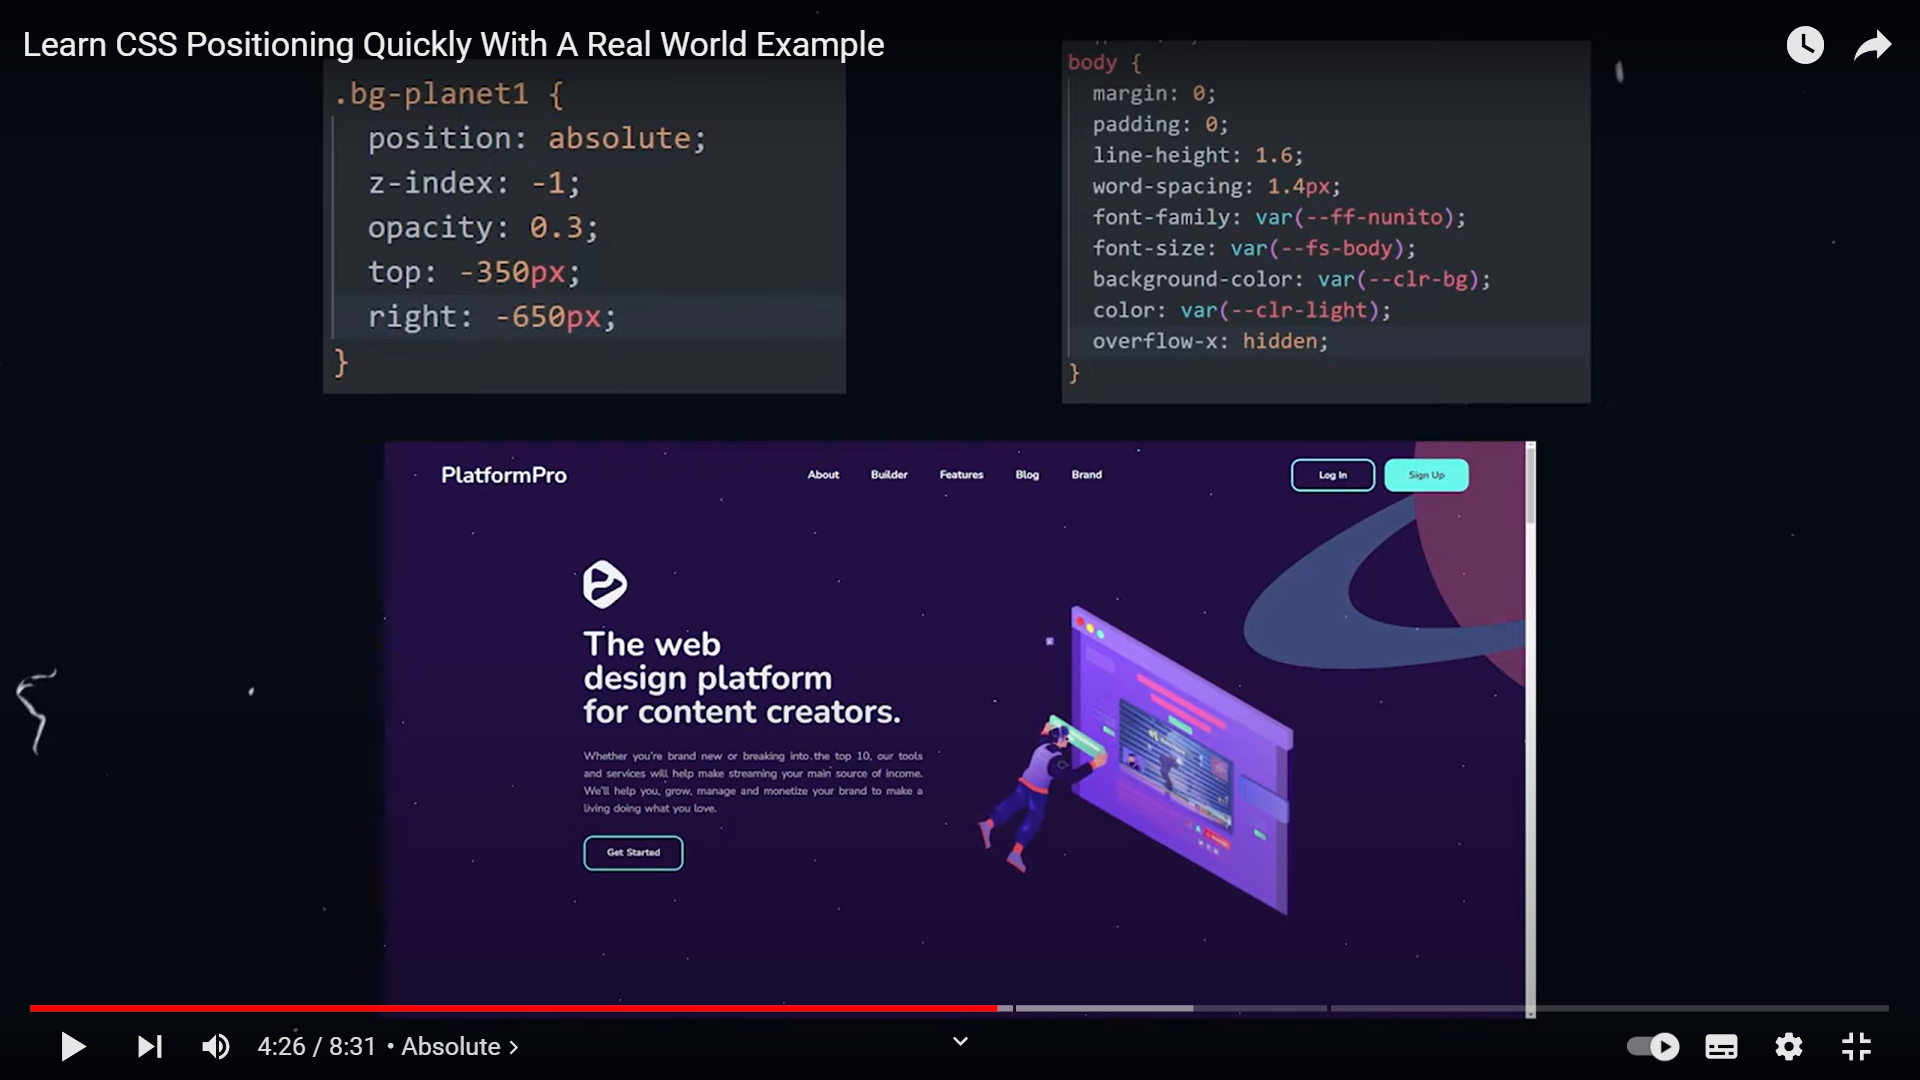 Learn CSS Positioning Quickly With A Real World Example
.bg-planet1 {
position: absolute;
z-index: -1;
opacity: 0.3;
top: -350px;
right: -650px;
}
body {
margin: 0;
padding: 0;
line-height: 1.6;
word-spacing: 1.4px;
font-family: var(--ff-nunito);
font-size: var(--fs-body);
background-color: var(--clr-bg);
color: var(--clr-light);
overflow-x: hidden;
}
PlatformPro
About Builder Features Blog Brand
Log In Sign Up
The web
design platform
for content creators.
Whether you're brand new or breaking into the top 10, our tools
and services will help make streaming your main source of income.
We'll help you, grow, manage and monetize your brand to make a
living doing what you love.
Get Started
4:26 / 8:31 • Absolute >